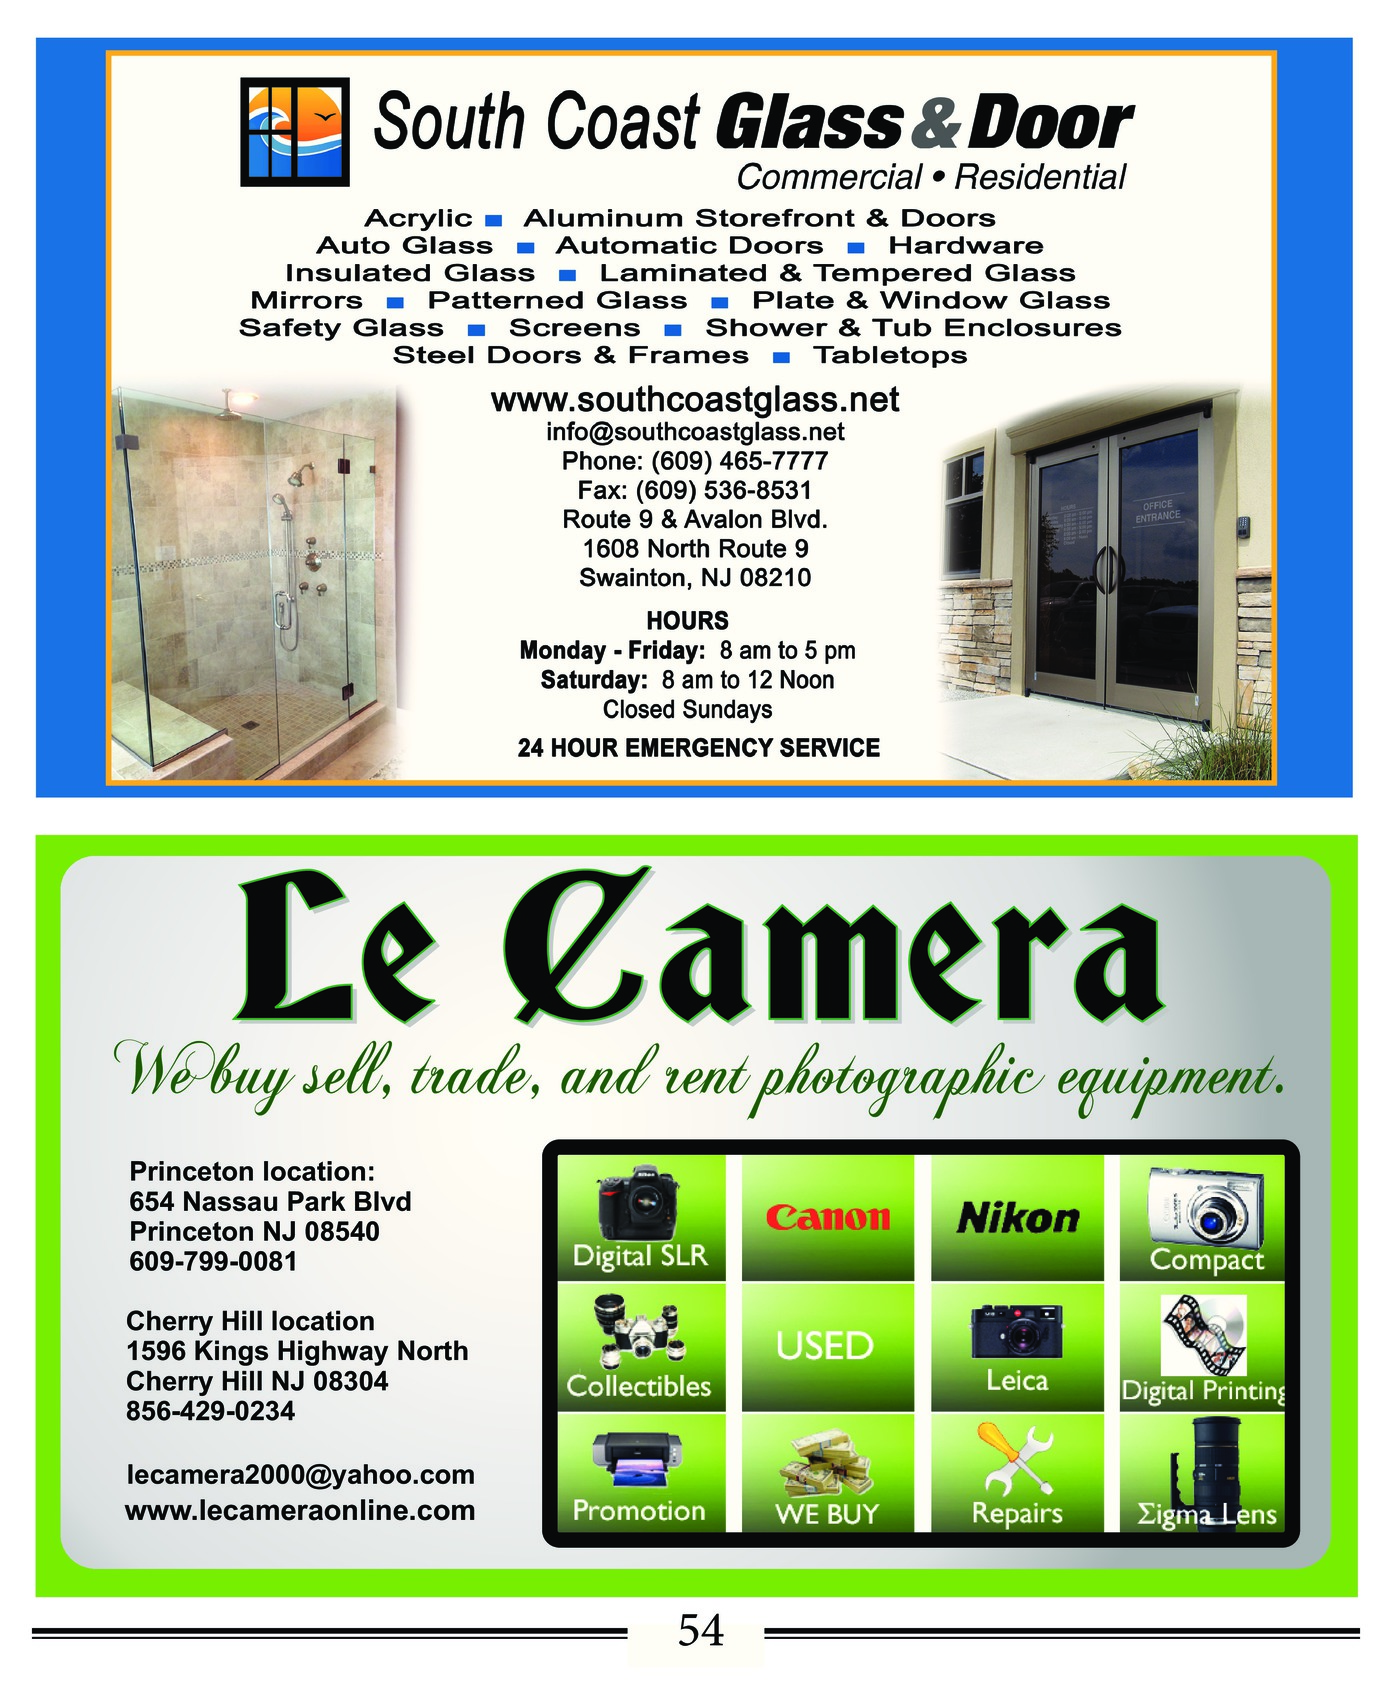 South Coast Glass & Door
Commercial • Residential
Acrylic ■ Aluminum Storefront & Doors
Auto Glass ■ Automatic Doors ■ Hardware
Insulated Glass ■ Laminated & Tempered Glass
Mirrors ■ Patterned Glass ■ Plate & Window Glass
Safety Glass ■ Screens ■ Shower & Tub Enclosures
Steel Doors & Frames ■ Tabletops
www.southcoastglass.net
info@southcoastglass.net
Phone: (609) 465-7777
Fax: (609) 536-8531
Route 9 & Avalon Blvd.
1608 North Route 9
Swainton, NJ 08210
HOURS
Monday - Friday: 8 am to 5 pm
Saturday: 8 am to 12 Noon
Closed Sundays
24 HOUR EMERGENCY SERVICE
OFFICE
ENTRANCE
Le Camera
We buy sell, trade, and rent photographic equipment.
Princeton location:
654 Nassau Park Blvd
Princeton NJ 08540
609-799-0081
Cherry Hill location
1596 Kings Highway North
Cherry Hill NJ 08304
856-429-0234
lecamera2000@yahoo.com
www.lecameraonline.com
Nikon
Digital SLR
Canon
Nikon
Compact
Collectibles
USED
Leica
Digital Printing
Promotion
WE BUY
Repairs
Σigma Lens
54